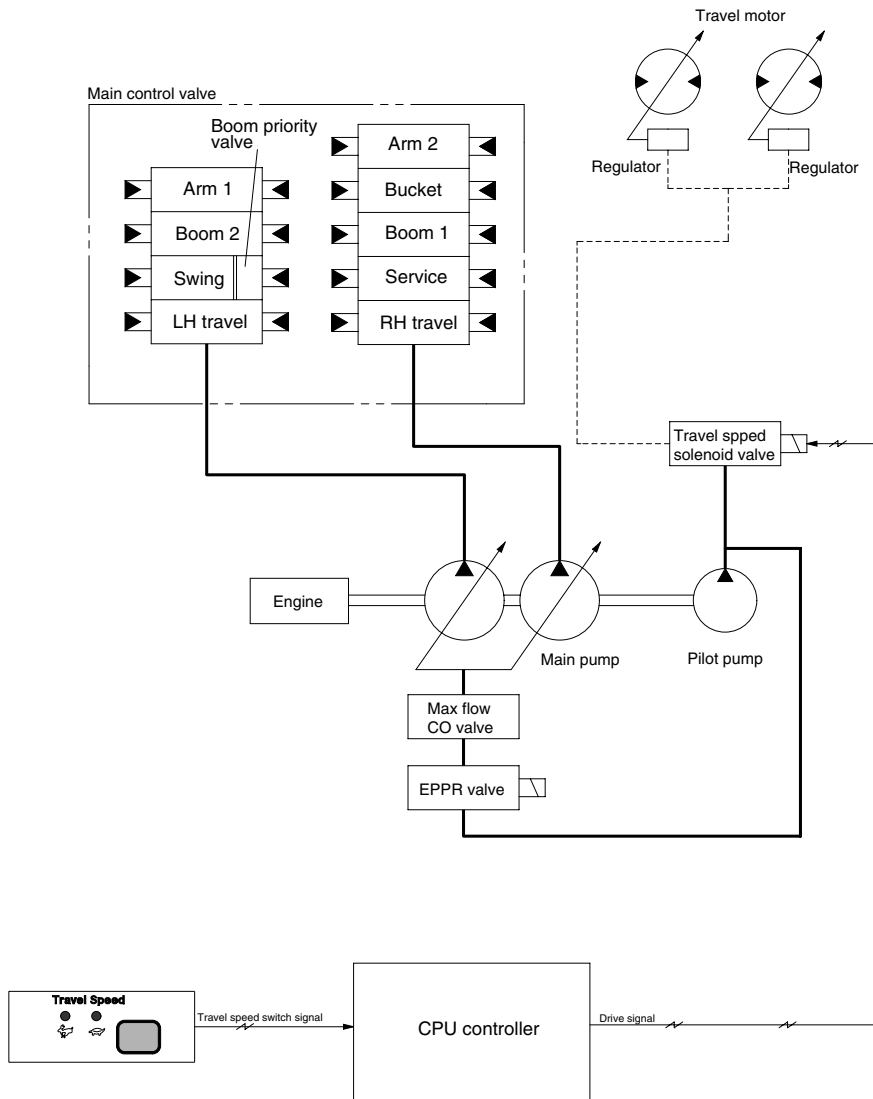 Travel motor
Main control valve
Boom priority
valve
Arm 2
Regulator
Regulator
Arm 1
Bucket
Boom 2
Boom 1
Swing
Service
LH travel
RH travel
Travel spped
solenoid valve
Engine
Main pump
Pilot pump
Max flow
CO valve
EPPR valve
Travel Speed
Travel speed switch signal
CPU controller
Drive signal